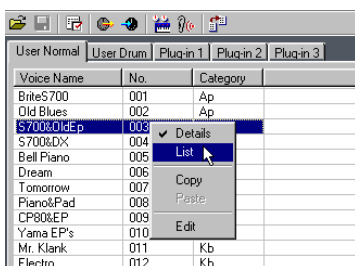 User Normal User Drum Plug-in 1 Plug-in 2 Plug-in 3
Voice Name No. Category
BriteS700 001 Ap
Old Blues 002 Ap
S700&OldEp 003
S700&DX 004
Bell Piano 005
Dream 006
Tomorrow 007
Piano&Pad 008
CP80&EP 009
Yama EP's 010
Mr. Klank 011 Kb
Electro 012 Kb
Details
List
Copy
Paste
Edit